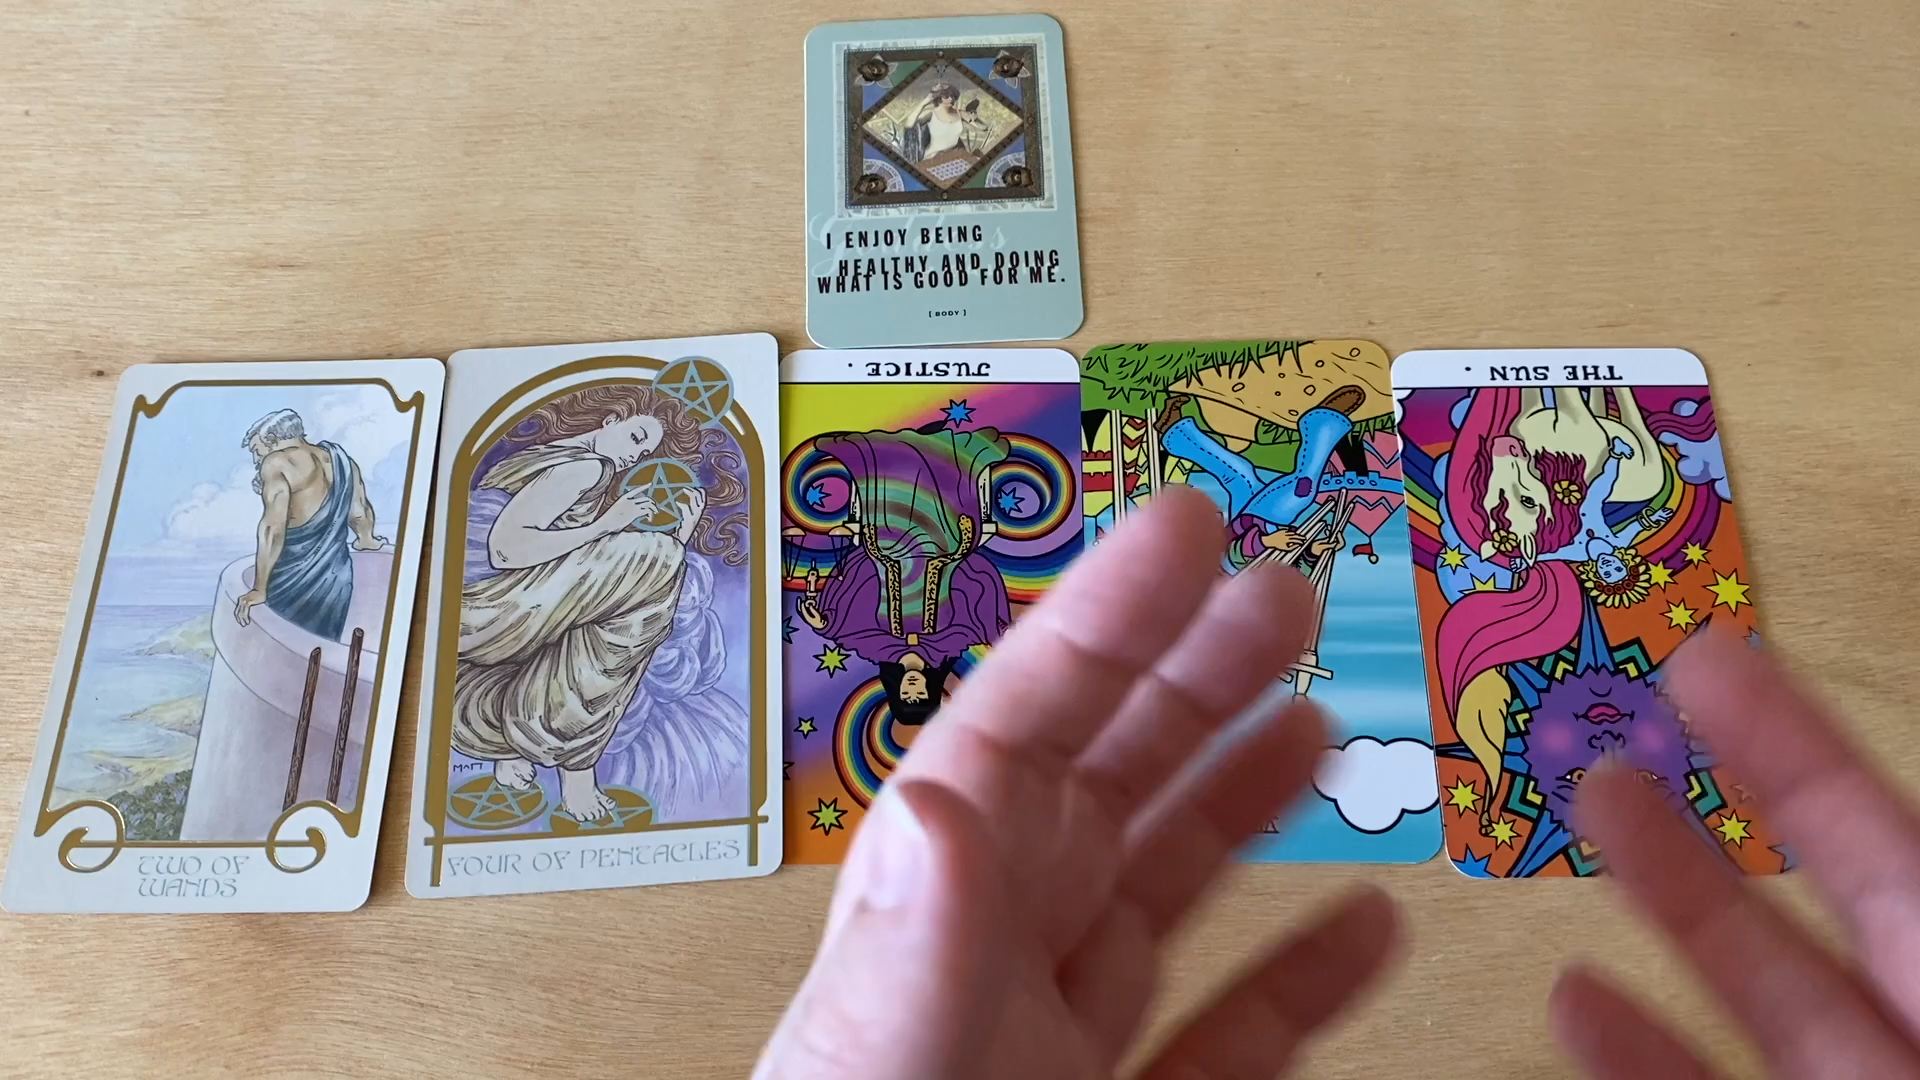 I ENJOY BEING
HEALTHY AND DOING
WHAT IS GOOD FOR ME.
[ BODY ]
JUSTICE.
THE SUN.
MATT
TWO OF
WANDS
FOUR OF PENTACLES